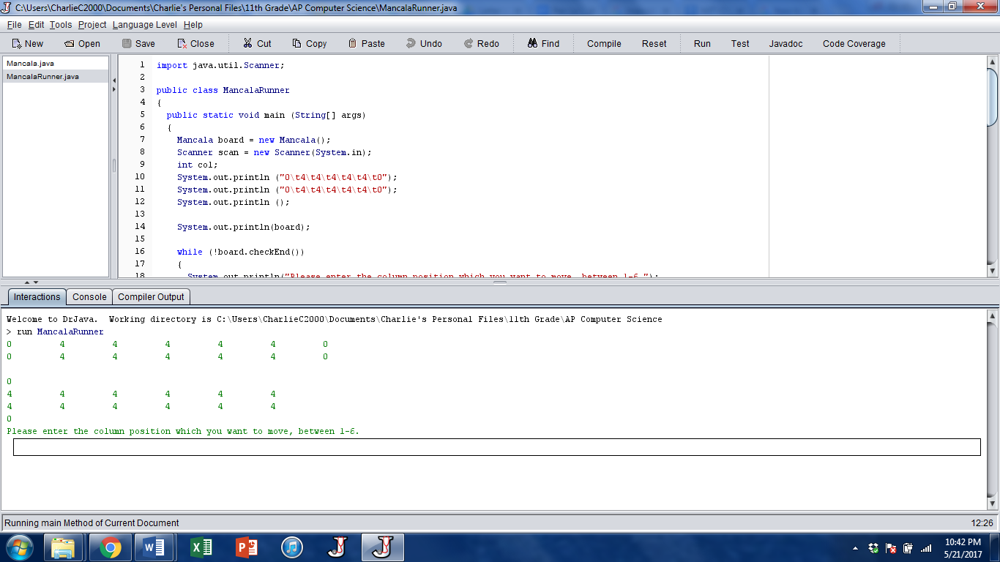 C:\Users\CharlieC2000\Documents\Charlie's Personal Files\11th Grade\AP Computer Science\MancalaRunner.java
File Edit Tools Project Language Level Help
New Open Save Close Cut Copy Paste Undo Redo Find Compile Reset Run Test Javadoc Code Coverage
Mancala.java
MancalaRunner.java
1 import java.util.Scanner;
2
3 public class MancalaRunner
4 {
5 public static void main (String[] args)
6 {
7 Mancala board = new Mancala();
8 Scanner scan = new Scanner(System.in);
9 int col;
10 System.out.println ("0\t4\t4\t4\t4\t4\t0");
11 System.out.println ("0\t4\t4\t4\t4\t4\t0");
12 System.out.println ();
13
14 System.out.println(board);
15
16 while (!board.checkEnd())
17 {
18 System.out.println("Please enter the column position which you want to move, between 1-6.");
Interactions Console Compiler Output
Welcome to DrJava. Working directory is C:\Users\CharlieC2000\Documents\Charlie's Personal Files\11th Grade\AP Computer Science
> run MancalaRunner
0 4 4 4 4 4 0
0 4 4 4 4 4 0
0
4 4 4 4 4 4
4 4 4 4 4 4
0
Please enter the column position which you want to move, between 1-6.
Running main Method of Current Document 12:26
10:42 PM
5/21/2017